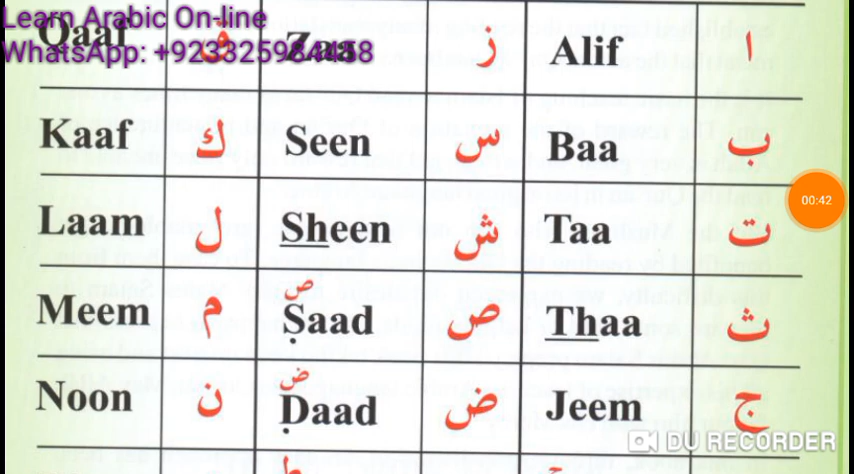 Learn Arabic On-line
WhatsApp: +923325984458
Qaaf ق Zaa ز Alif ا
Kaaf ك Seen س Baa ب
Laam ل Sheen ش Taa ت
Meem م Ṣaad ص ص Thaa ث
Noon ن Ḍaad ض ض Jeem ج
00:42
DU RECORDER